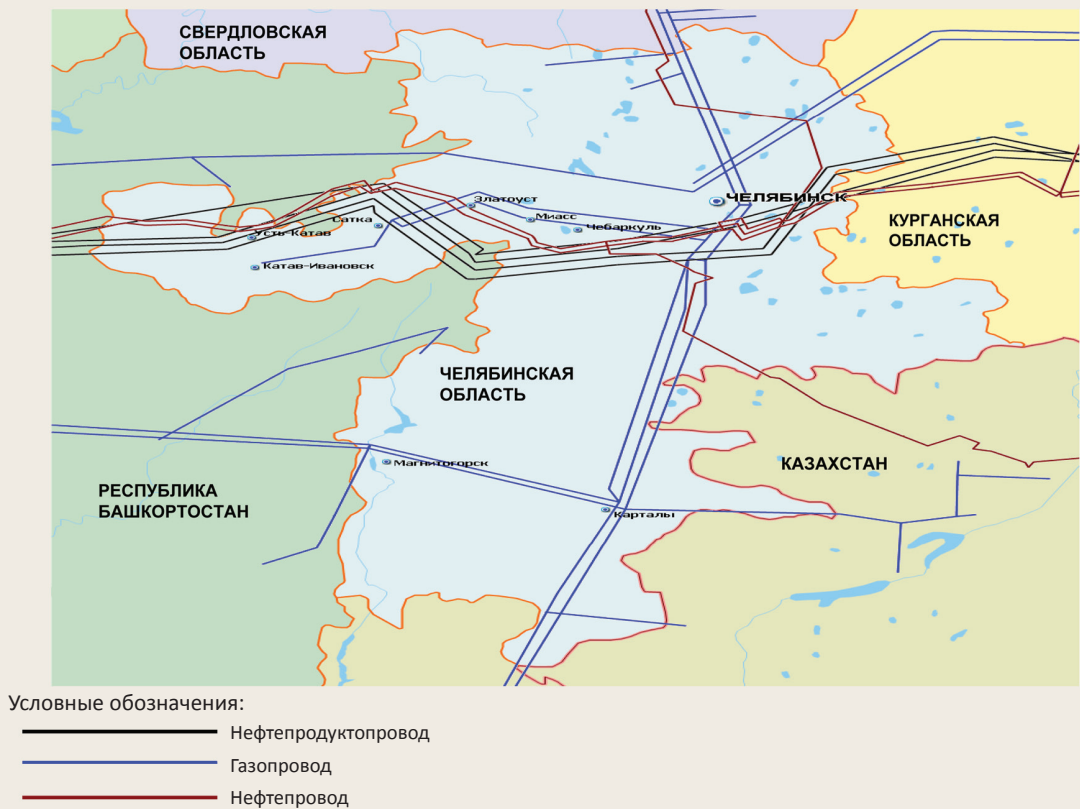 СВЕРДЛОВСКАЯ
ОБЛАСТЬ
Златоуст
ЧЕЛЯБИНСК
Миасс
Сатка
Чебаркуль
Усть-Катав
КУРГАНСКАЯ
ОБЛАСТЬ
Катав-Ивановск
ЧЕЛЯБИНСКАЯ
ОБЛАСТЬ
Магнитогорск
КАЗАХСТАН
РЕСПУБЛИКА
БАШКОРТОСТАН
Карталы
Условные обозначения:
Нефтепродуктопровод
Газопровод
Нефтепровод